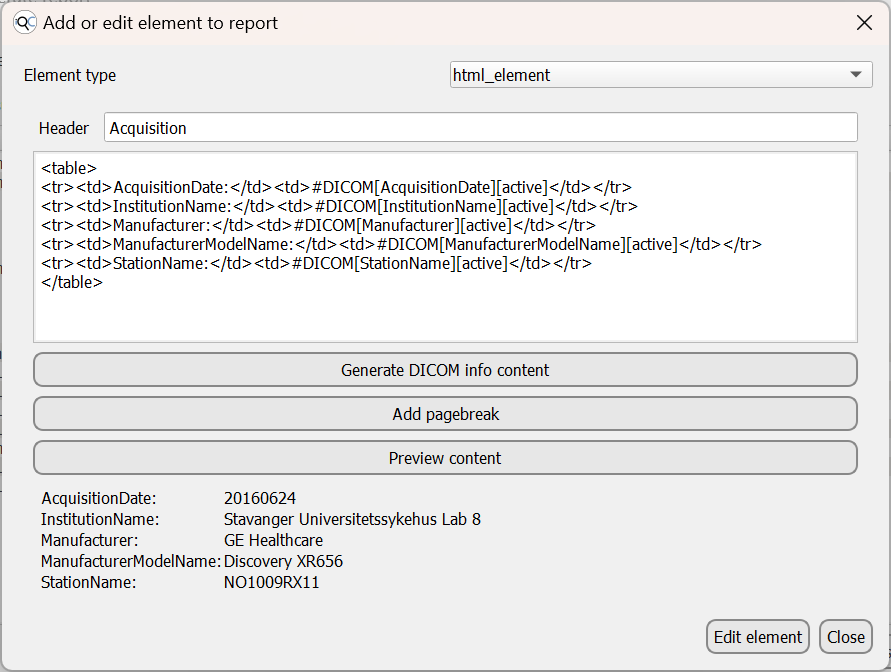 Add or edit element to report
Element type html_element
Header Acquisition
<table>
<tr><td>AcquisitionDate:</td><td>#DICOM[AcquisitionDate][active]</td></tr>
<tr><td>InstitutionName:</td><td>#DICOM[InstitutionName][active]</td></tr>
<tr><td>Manufacturer:</td><td>#DICOM[Manufacturer][active]</td></tr>
<tr><td>ManufacturerModelName:</td><td>#DICOM[ManufacturerModelName][active]</td></tr>
<tr><td>StationName:</td><td>#DICOM[StationName][active]</td></tr>
</table>
Generate DICOM info content
Add pagebreak
Preview content
AcquisitionDate: 20160624
InstitutionName: Stavanger Universitetssykehus Lab 8
Manufacturer: GE Healthcare
ManufacturerModelName: Discovery XR656
StationName: NO1009RX11
Edit element Close